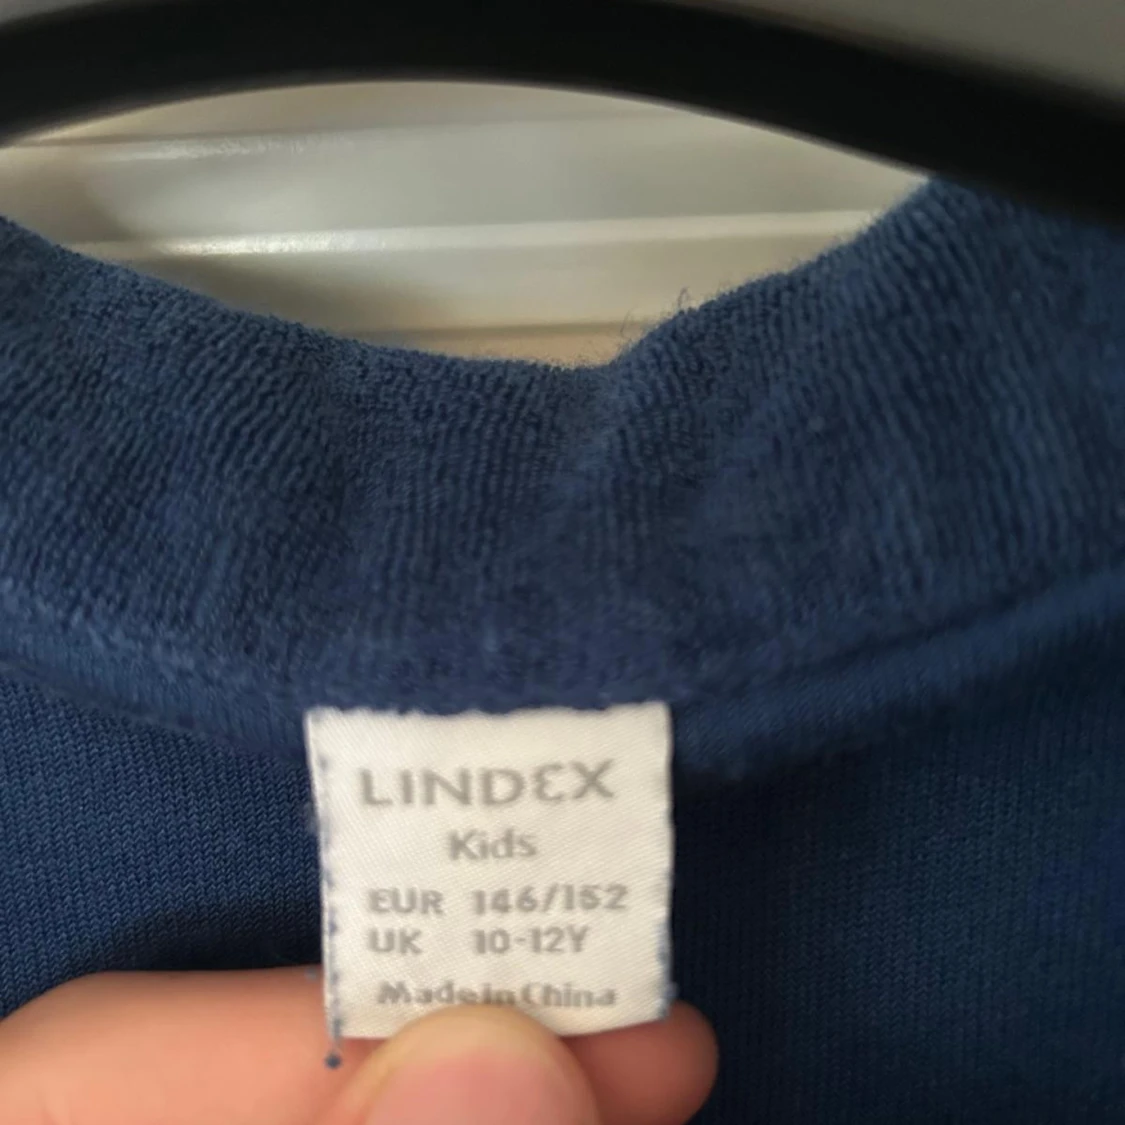 LINDEX
Kids
EUR 146/152
UK 10-12Y
Made in China